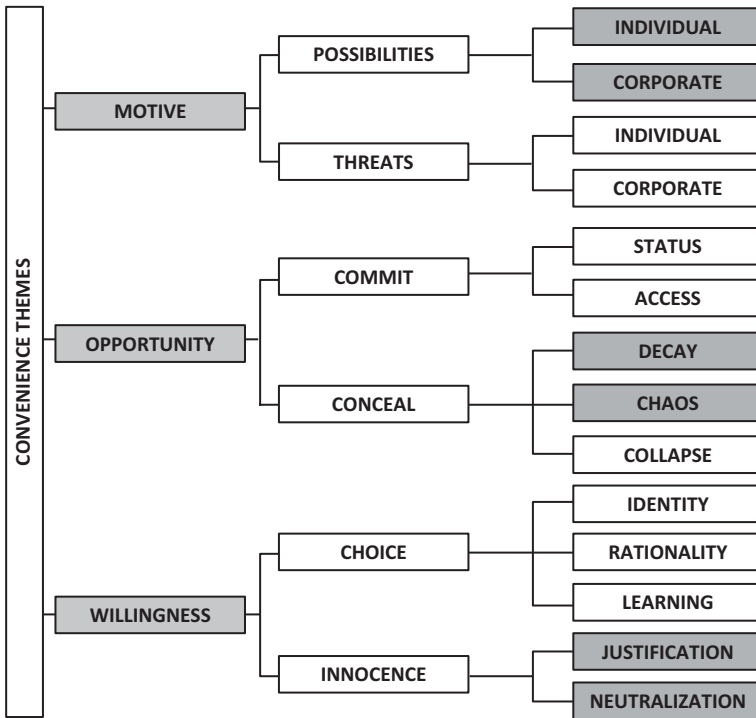 CONVENIENCE THEMES
MOTIVE
POSSIBILITIES
INDIVIDUAL
CORPORATE
THREATS
INDIVIDUAL
CORPORATE
OPPORTUNITY
COMMIT
STATUS
ACCESS
CONCEAL
DECAY
CHAOS
COLLAPSE
WILLINGNESS
CHOICE
IDENTITY
RATIONALITY
LEARNING
INNOCENCE
JUSTIFICATION
NEUTRALIZATION